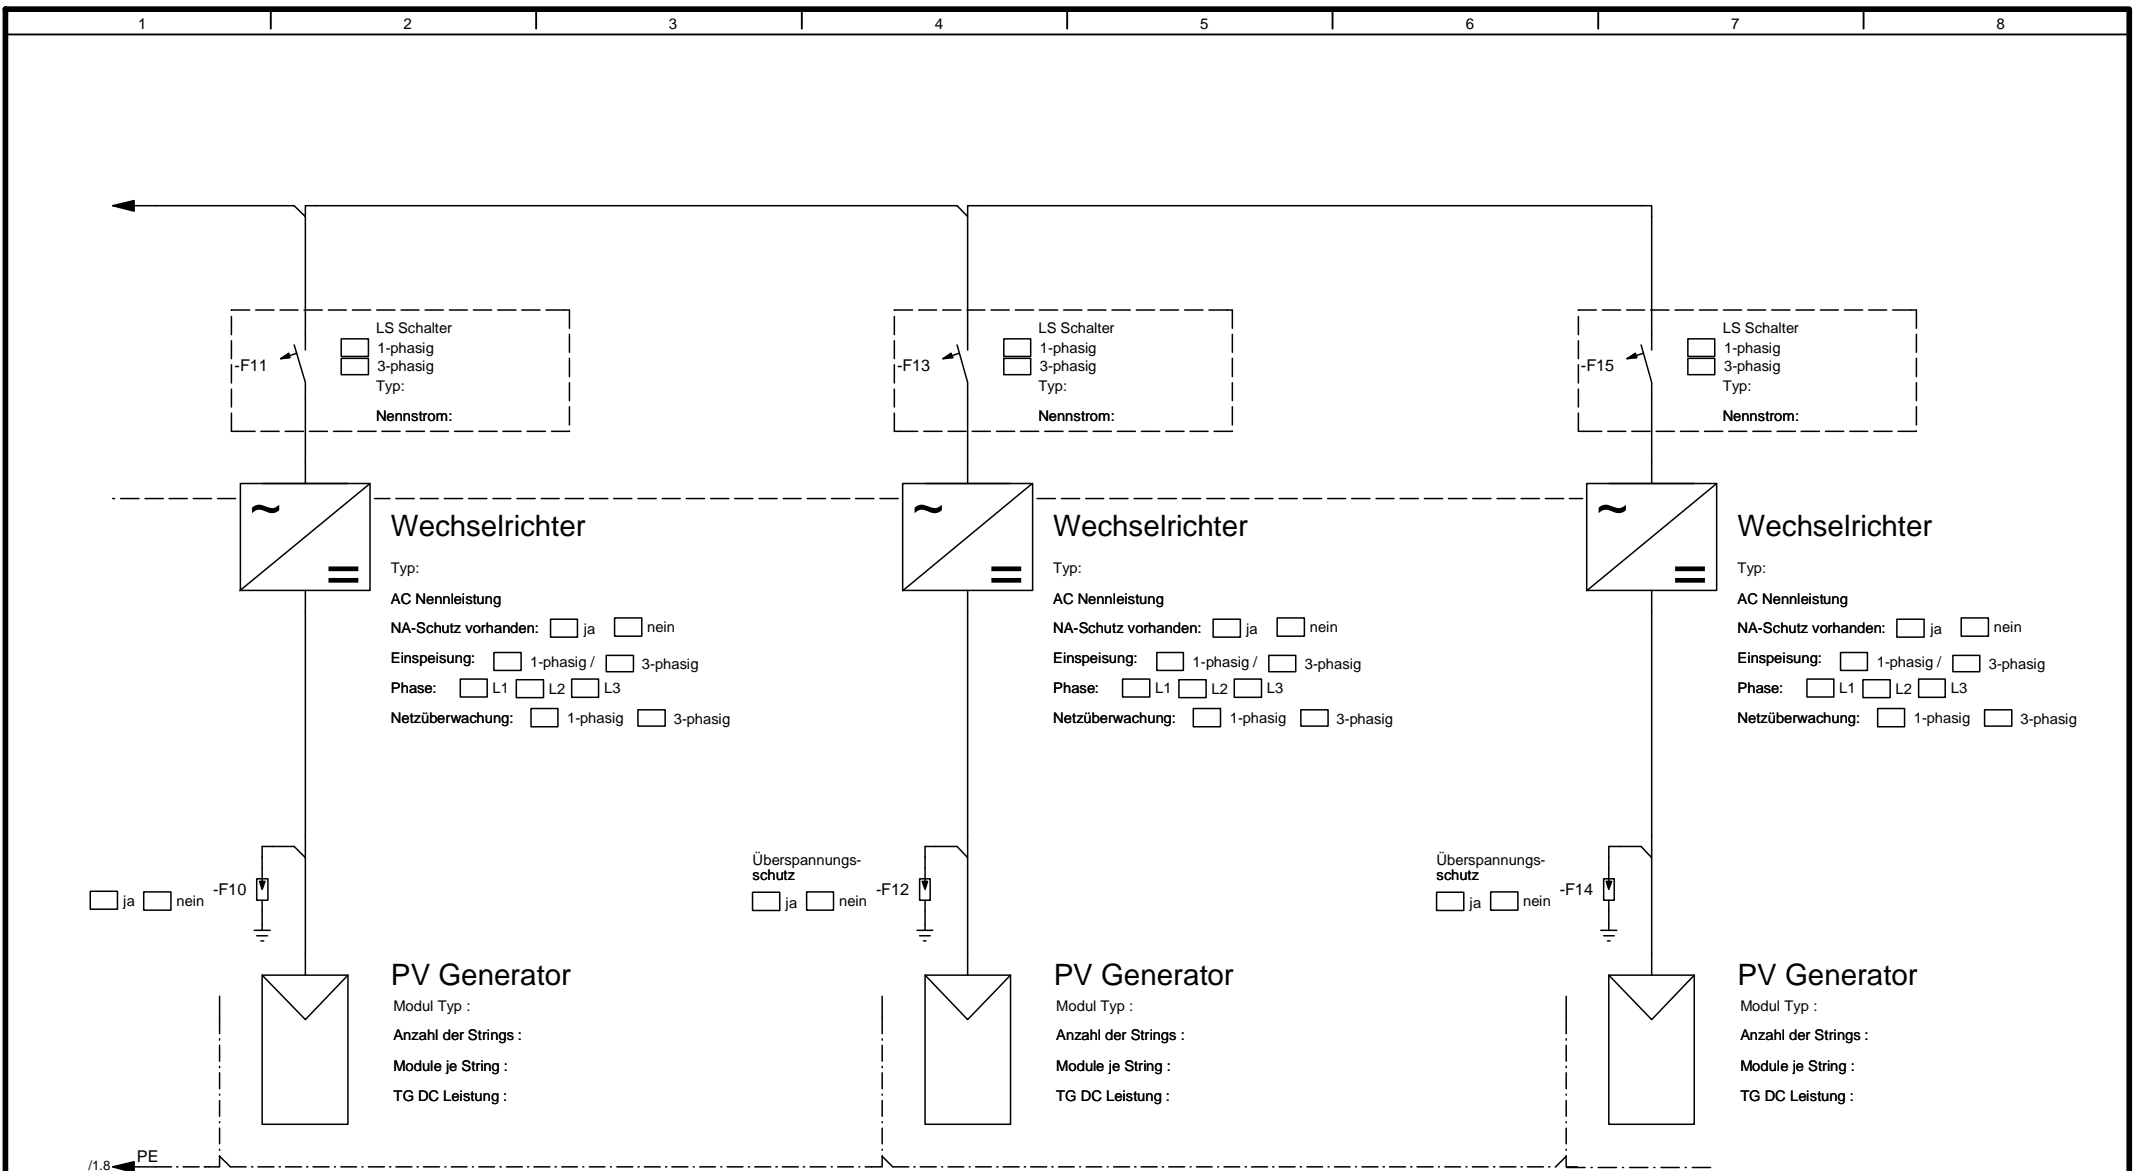 1 2 3 4 5 6 7 8
LS Schalter LS Schalter LS Schalter
1-phasig 1-phasig 1-phasig
-F11 3-phasig -F13 3-phasig -F15 3-phasig
Typ: Typ: Typ:
Nennstrom: Nennstrom: Nennstrom:
~ ~ ~
Wechselrichter Wechselrichter Wechselrichter
=  =  =
Typ: Typ: Typ:
AC Nennleistung AC Nennleistung AC Nennleistung
NA-Schutz vorhanden: ja nein NA-Schutz vorhanden: ja nein NA-Schutz vorhanden: ja nein
Einspeisung: 1-phasig / 3-phasig Einspeisung: 1-phasig / 3-phasig Einspeisung: 1-phasig / 3-phasig
Phase: L1 L2 L3 Phase: L1 L2 L3 Phase: L1 L2 L3
Netzüberwachung: 1-phasig 3-phasig Netzüberwachung: 1-phasig 3-phasig Netzüberwachung: 1-phasig 3-phasig
Überspannungs- Überspannungs-
schutz schutz
ja nein -F10 ja nein -F12 ja nein -F14
PV Generator PV Generator PV Generator
Modul Typ : Modul Typ : Modul Typ :
Anzahl der Strings : Anzahl der Strings : Anzahl der Strings :
Module je String : Module je String : Module je String :
TG DC Leistung : TG DC Leistung : TG DC Leistung :
/1.8 PE